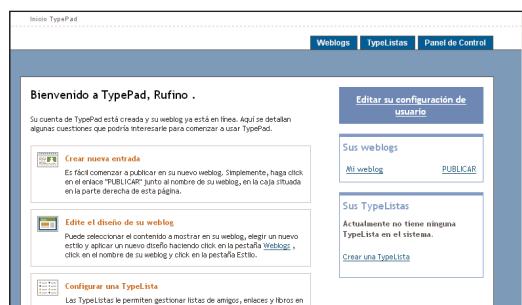 Inicio TypePad
Weblogs TypeListas Panel de Control
Bienvenido a TypePad, Rufino .
Su cuenta de TypePad está creada y su weblog ya está en línea. Aquí se detallan
algunas cuestiones que podría interesarle para comenzar a usar TypePad.
Crear nueva entrada
Es fácil comenzar a publicar en su nuevo weblog. Simplemente, haga click
en el enlace "PUBLICAR" junto al nombre de su weblog, en la caja situada
en la parte derecha de esta página.
Edite el diseño de su weblog
Puede seleccionar el contenido a mostrar en su weblog, elegir un nuevo
estilo y aplicar un nuevo diseño haciendo click en la pestaña Weblogs ,
click en el nombre de su weblog y click en la pestaña Estilo.
Configurar una TypeLista
Las TypeListas le permiten gestionar listas de amigos, enlaces y libros en
Editar su configuración de
usuario
Sus weblogs
Mi weblog PUBLICAR
Sus TypeListas
Actualmente no tiene ninguna
TypeLista en el sistema.
Crear una TypeLista